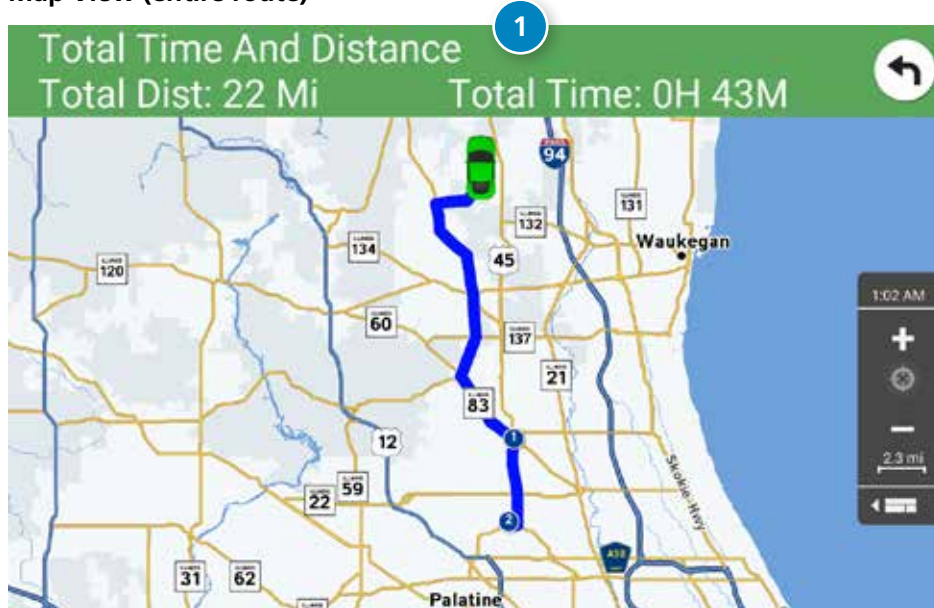 Map View (entire route)
1
Total Time And Distance
Total Dist: 22 Mi Total Time: 0H 43M
94
131
132
Waukegan
134
45
120
1:02 AM
60
137
21
83
1
12
2.3 mi
Skokie-Hwy
59
22
2
A50
31
62
Palatine